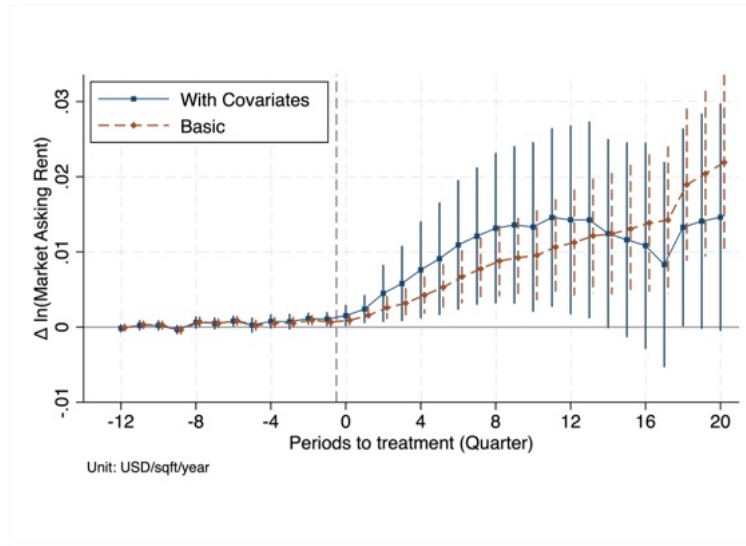 With Covariates
Basic
Δ ln(Market Asking Rent)
.03
.02
.01
0
-.01
-12 -8 -4 0 4 8 12 16 20
Periods to treatment (Quarter)
Unit: USD/sqft/year